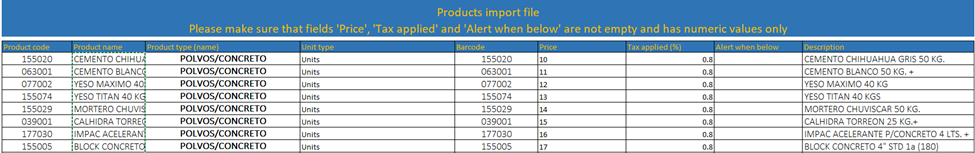 Products import file
Please make sure that fields 'Price', 'Tax applied' and 'Alert when below' are not empty and has numeric values only
Product code Product name Product type (name) Unit type Barcode Price Tax applied (%) Alert when below Description
155020 CEMENTO CHIHUA POLVOS/CONCRETO Units 155020 10 0.8 CEMENTO CHIHUAHUA GRIS 50 KG.
063001 CEMENTO BLANCO POLVOS/CONCRETO Units 063001 11 0.8 CEMENTO BLANCO 50 KG. +
077002 YESO MAXIMO 40 POLVOS/CONCRETO Units 077002 12 0.8 YESO MAXIMO 40 KG
155074 YESO TITAN 40 KG POLVOS/CONCRETO Units 155074 13 0.8 YESO TITAN 40 KGS
155029 MORTERO CHUVIS POLVOS/CONCRETO Units 155029 14 0.8 MORTERO CHUVISCAR 50 KG.
039001 CALHIDRA TORREO POLVOS/CONCRETO Units 039001 15 0.8 CALHIDRA TORREON 25 KG.+
177030 IMPAC ACELERAN POLVOS/CONCRETO Units 177030 16 0.8 IMPAC ACELERANTE P/CONCRETO 4 LTS. +
155005 BLOCK CONCRETO POLVOS/CONCRETO Units 155005 17 0.8 BLOCK CONCRETO 4" STD 1a (180)